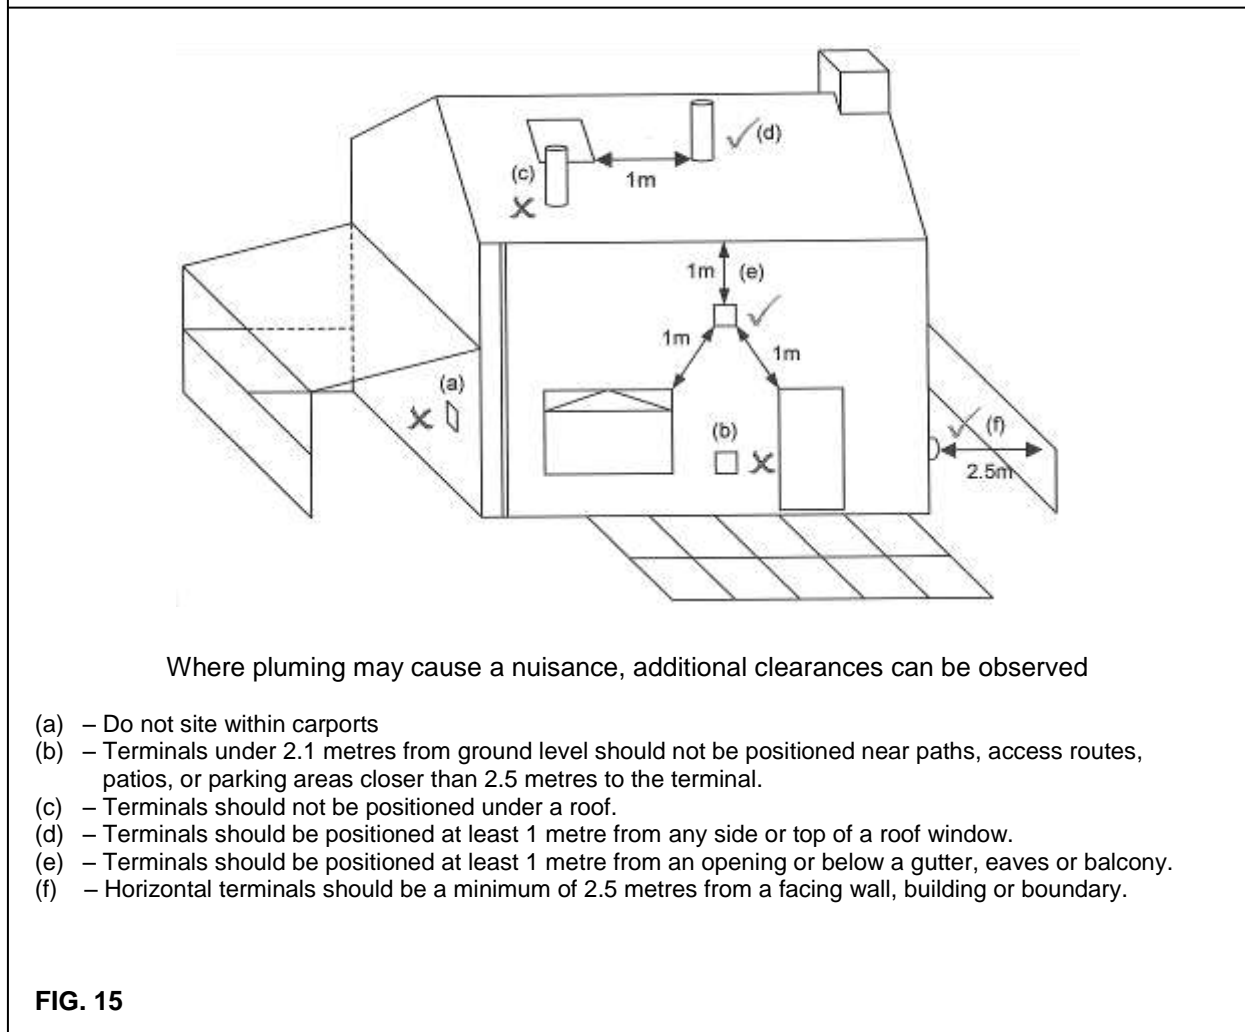 (d)
(c)
1m
1m (e)
1m
1m
(a)
(b)
(f)
2.5m
Where pluming may cause a nuisance, additional clearances can be observed
(a) – Do not site within carports
(b) – Terminals under 2.1 metres from ground level should not be positioned near paths, access routes,
patios, or parking areas closer than 2.5 metres to the terminal.
(c) – Terminals should not be positioned under a roof.
(d) – Terminals should be positioned at least 1 metre from any side or top of a roof window.
(e) – Terminals should be positioned at least 1 metre from an opening or below a gutter, eaves or balcony.
(f) – Horizontal terminals should be a minimum of 2.5 metres from a facing wall, building or boundary.
FIG. 15